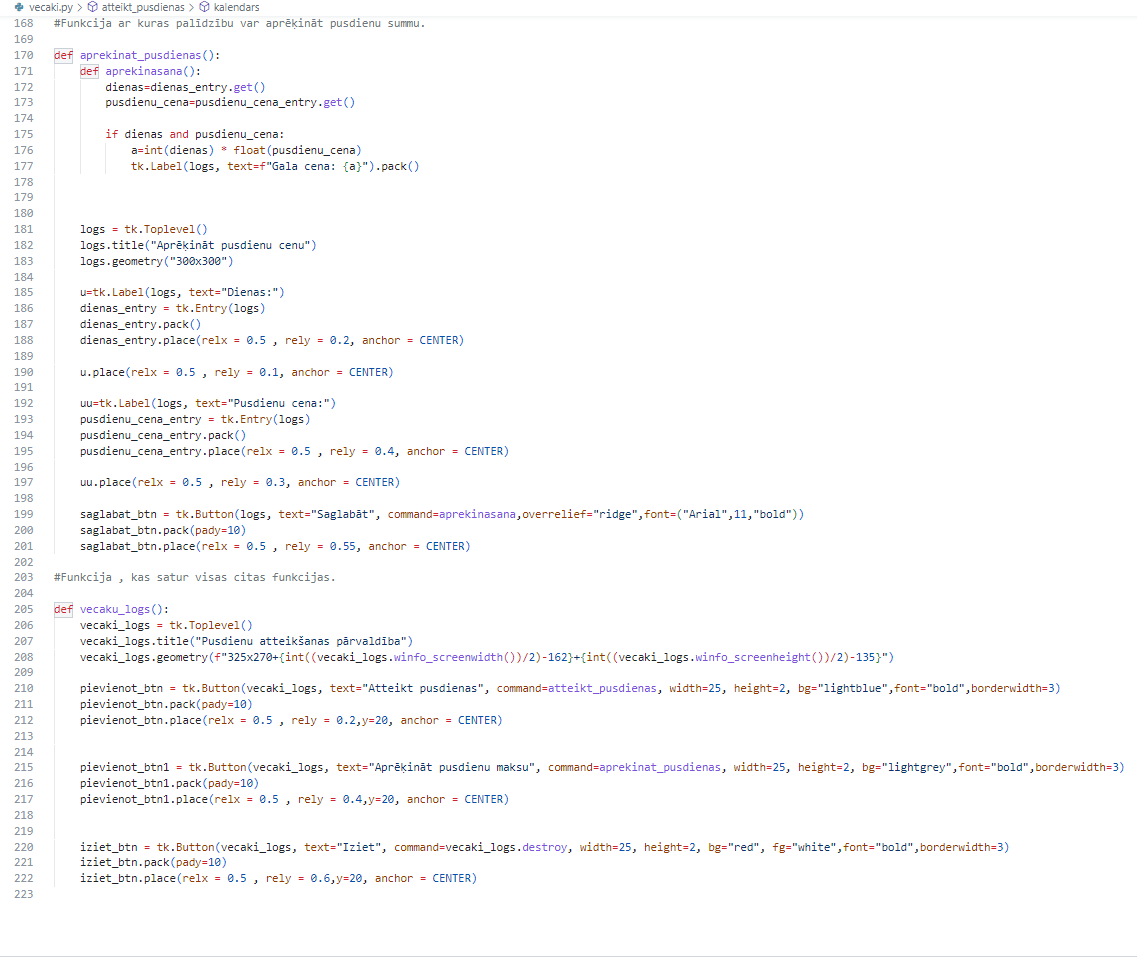 vecaki.py > atteikt_pusdienas > kalendars
168 #Funkcija ar kuras palīdzību var aprēķināt pusdienu summu.
169
170 def aprekinat_pusdienas():
171     def aprekinasana():
172         dienas=dienas_entry.get()
173         pusdienu_cena=pusdienu_cena_entry.get()
174
175         if dienas and pusdienu_cena:
176             a=int(dienas) * float(pusdienu_cena)
177             tk.Label(logs, text=f"Gala cena: {a}").pack()
178
179
180
181     logs = tk.Toplevel()
182     logs.title("Aprēķināt pusdienu cenu")
183     logs.geometry("300x300")
184
185     u=tk.Label(logs, text="Dienas:")
186     dienas_entry = tk.Entry(logs)
187     dienas_entry.pack()
188     dienas_entry.place(relx = 0.5 , rely = 0.2, anchor = CENTER)
189
190     u.place(relx = 0.5 , rely = 0.1, anchor = CENTER)
191
192     uu=tk.Label(logs, text="Pusdienu cena:")
193     pusdienu_cena_entry = tk.Entry(logs)
194     pusdienu_cena_entry.pack()
195     pusdienu_cena_entry.place(relx = 0.5 , rely = 0.4, anchor = CENTER)
196
197     uu.place(relx = 0.5 , rely = 0.3, anchor = CENTER)
198
199     saglabat_btn = tk.Button(logs, text="Saglabāt", command=aprekinasana,overrelief="ridge",font=("Arial",11,"bold"))
200     saglabat_btn.pack(pady=10)
201     saglabat_btn.place(relx = 0.5 , rely = 0.55, anchor = CENTER)
202
203 #Funkcija , kas satur visas citas funkcijas.
204
205 def vecaku_logs():
206     vecaki_logs = tk.Toplevel()
207     vecaki_logs.title("Pusdienu atteikšanas pārvaldība")
208     vecaki_logs.geometry(f"325x270+{int((vecaki_logs.winfo_screenwidth())/2)-162}+{int((vecaki_logs.winfo_screenheight())/2)-135}")
209
210     pievienot_btn = tk.Button(vecaki_logs, text="Atteikt pusdienas", command=atteikt_pusdienas, width=25, height=2, bg="lightblue",font="bold",borderwidth=3)
211     pievienot_btn.pack(pady=10)
212     pievienot_btn.place(relx = 0.5 , rely = 0.2,y=20, anchor = CENTER)
213
214
215     pievienot_btn1 = tk.Button(vecaki_logs, text="Aprēķināt pusdienu maksu", command=aprekinat_pusdienas, width=25, height=2, bg="lightgrey",font="bold",borderwidth=3)
216     pievienot_btn1.pack(pady=10)
217     pievienot_btn1.place(relx = 0.5 , rely = 0.4,y=20, anchor = CENTER)
218
219
220     iziet_btn = tk.Button(vecaki_logs, text="Iziet", command=vecaki_logs.destroy, width=25, height=2, bg="red", fg="white",font="bold",borderwidth=3)
221     iziet_btn.pack(pady=10)
222     iziet_btn.place(relx = 0.5 , rely = 0.6,y=20, anchor = CENTER)
223